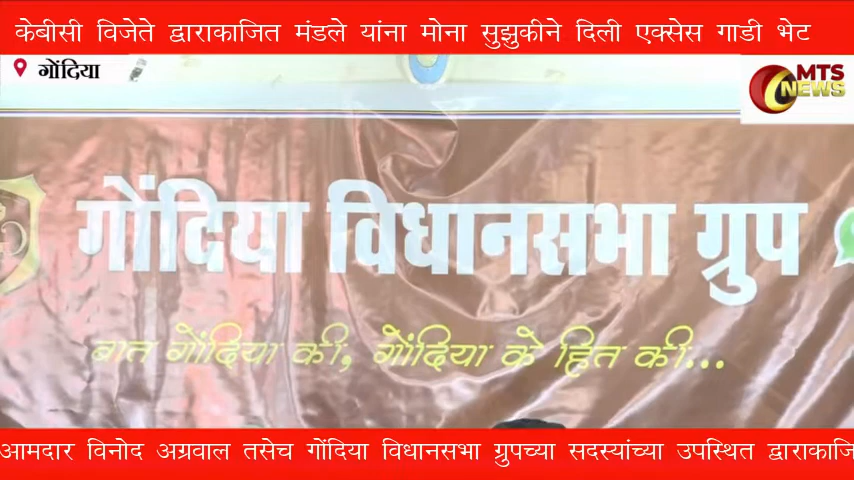 केबीसी विजेते द्वाराकाजित मंडले यांना मोना सुझुकीने दिली एक्सेस गाडी भेट
गोंदिया
MTS
NEWS
गोंदिया विधानसभा ग्रुप
बात गोंदिया की, गोंदिया के हित की...
आमदार विनोद अग्रवाल तसेच गोंदिया विधानसभा ग्रुपच्या सदस्यांच्या उपस्थित द्वाराकाजि